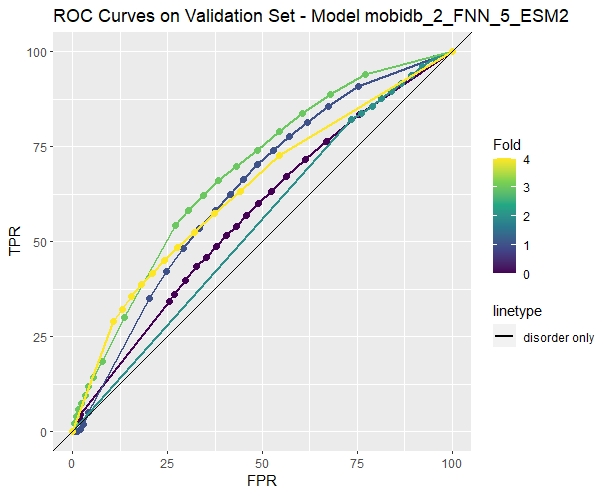 ROC Curves on Validation Set - Model mobidb_2_FNN_5_ESM2
100
75
50
25
0
TPR
0 25 50 75 100
FPR
Fold
4
3
2
1
0
linetype
disorder only